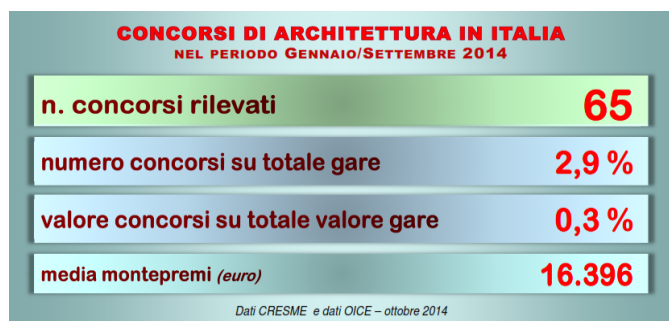 CONCORSI DI ARCHITETTURA IN ITALIA
NEL PERIODO GENNAIO/SETTEMBRE 2014
n. concorsi rilevati 65
numero concorsi su totale gare 2,9 %
valore concorsi su totale valore gare 0,3 %
media montepremi (euro) 16.396
Dati CRESME e dati OICE – ottobre 2014